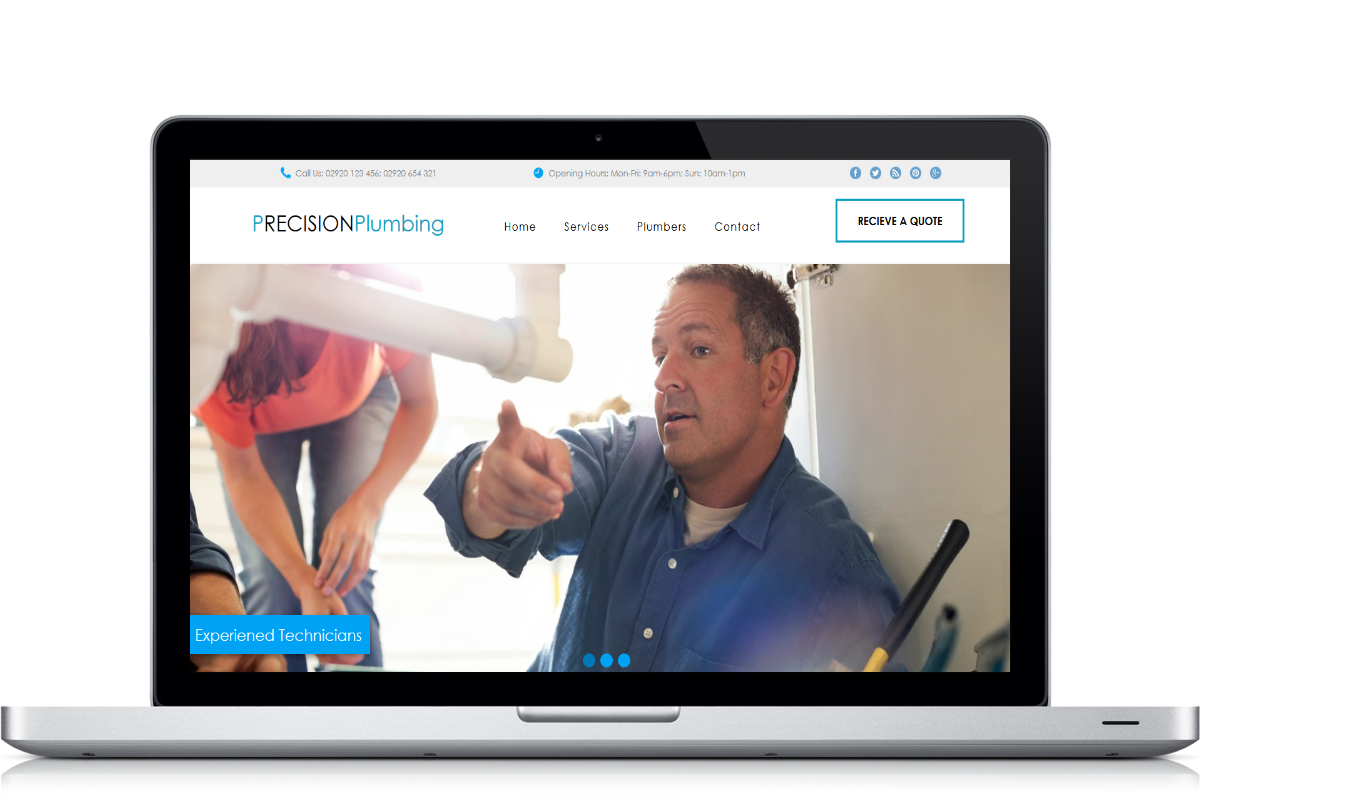 Call Us: 02920 123 456; 02920 654 321
Opening Hours: Mon-Fri: 9am-6pm; Sun: 10am-1pm
PRECISIONPlumbing
Home
Services
Plumbers
Contact
RECIEVE A QUOTE
Experiened Technicians